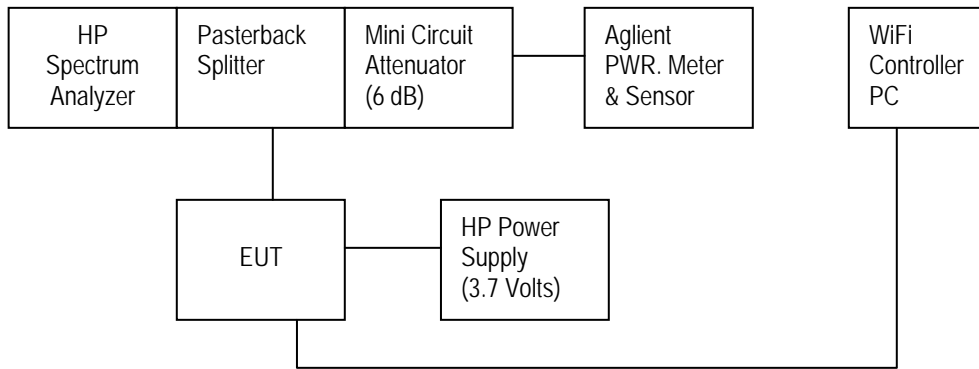 HP
Spectrum
Analyzer
Pasterback
Splitter
Mini Circuit
Attenuator
(6 dB)
Aglient
PWR. Meter
& Sensor
WiFi
Controller
PC
EUT
HP Power
Supply
(3.7 Volts)